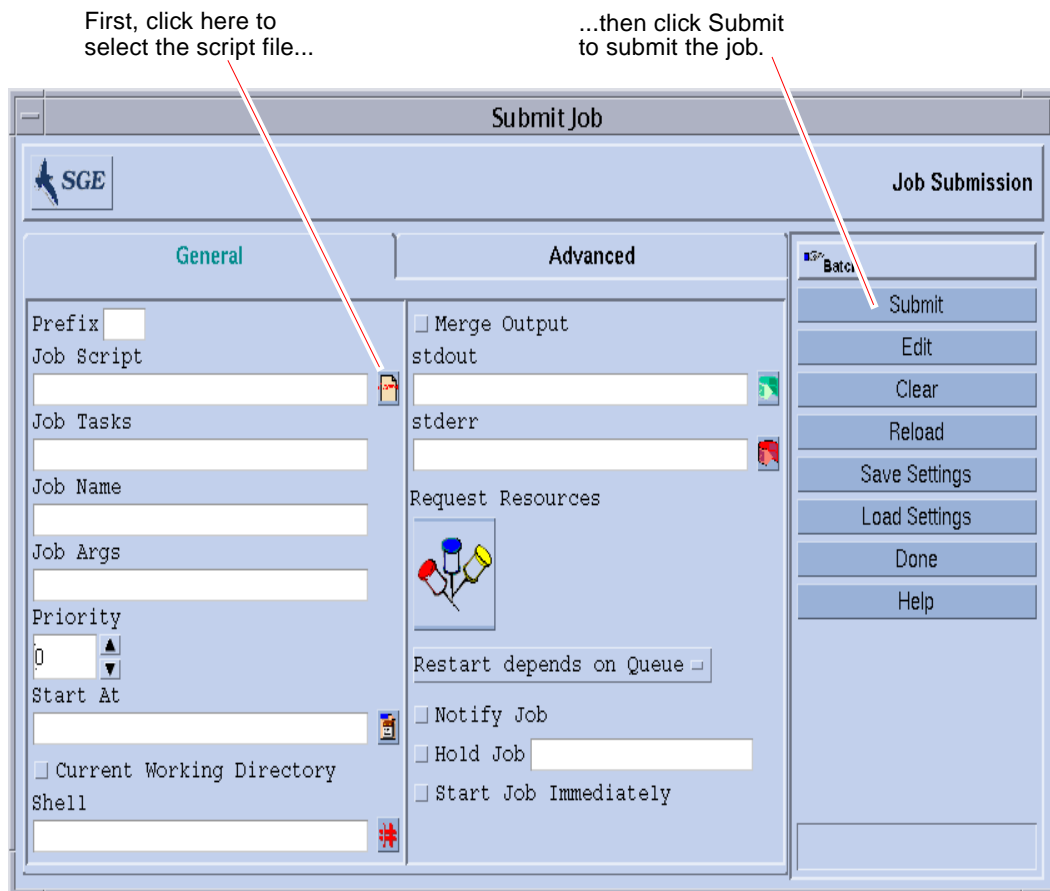 First, click here to
select the script file...
...then click Submit
to submit the job.
Submit Job
SGE
Job Submission
General
Advanced
Prefix
Job Script
Job Tasks
Job Name
Job Args
Priority
0
Start At
Current Working Directory
Shell
Merge Output
stdout
stderr
Request Resources
Restart depends on Queue
Notify Job
Hold Job
Start Job Immediately
Batch
Submit
Edit
Clear
Reload
Save Settings
Load Settings
Done
Help